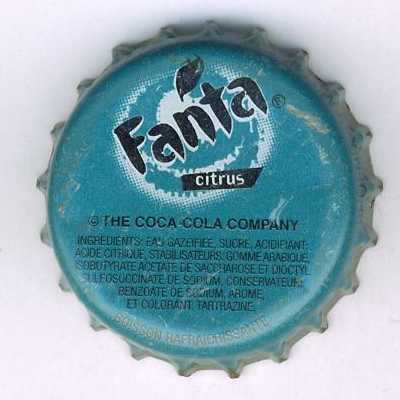 Fanta®
citrus
© THE COCA-COLA COMPANY
INGREDIENTS: EAU GAZEIFIEE, SUCRE, ACIDIFIANT:
ACIDE CITRIQUE, STABILISATEURS: GOMME ARABIQUE,
ISOBUTYRATE ACETATE DE SACCHAROSE ET DIOCTYL
SULFOSUCCINATE DE SODIUM, CONSERVATEUR:
BENZOATE DE SODIUM, AROME,
ET COLORANT: TARTRAZINE.
BOISSON RAFRAICHISSANTE